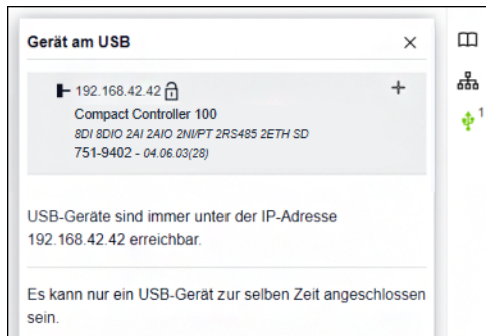 Gerät am USB
192.168.42.42
Compact Controller 100
8DI 8DIO 2AI 2AIO 2NI/PT 2RS485 2ETH SD
751-9402 - 04.06.03(28)
1
USB-Geräte sind immer unter der IP-Adresse
192.168.42.42 erreichbar.
Es kann nur ein USB-Gerät zur selben Zeit angeschlossen
sein.